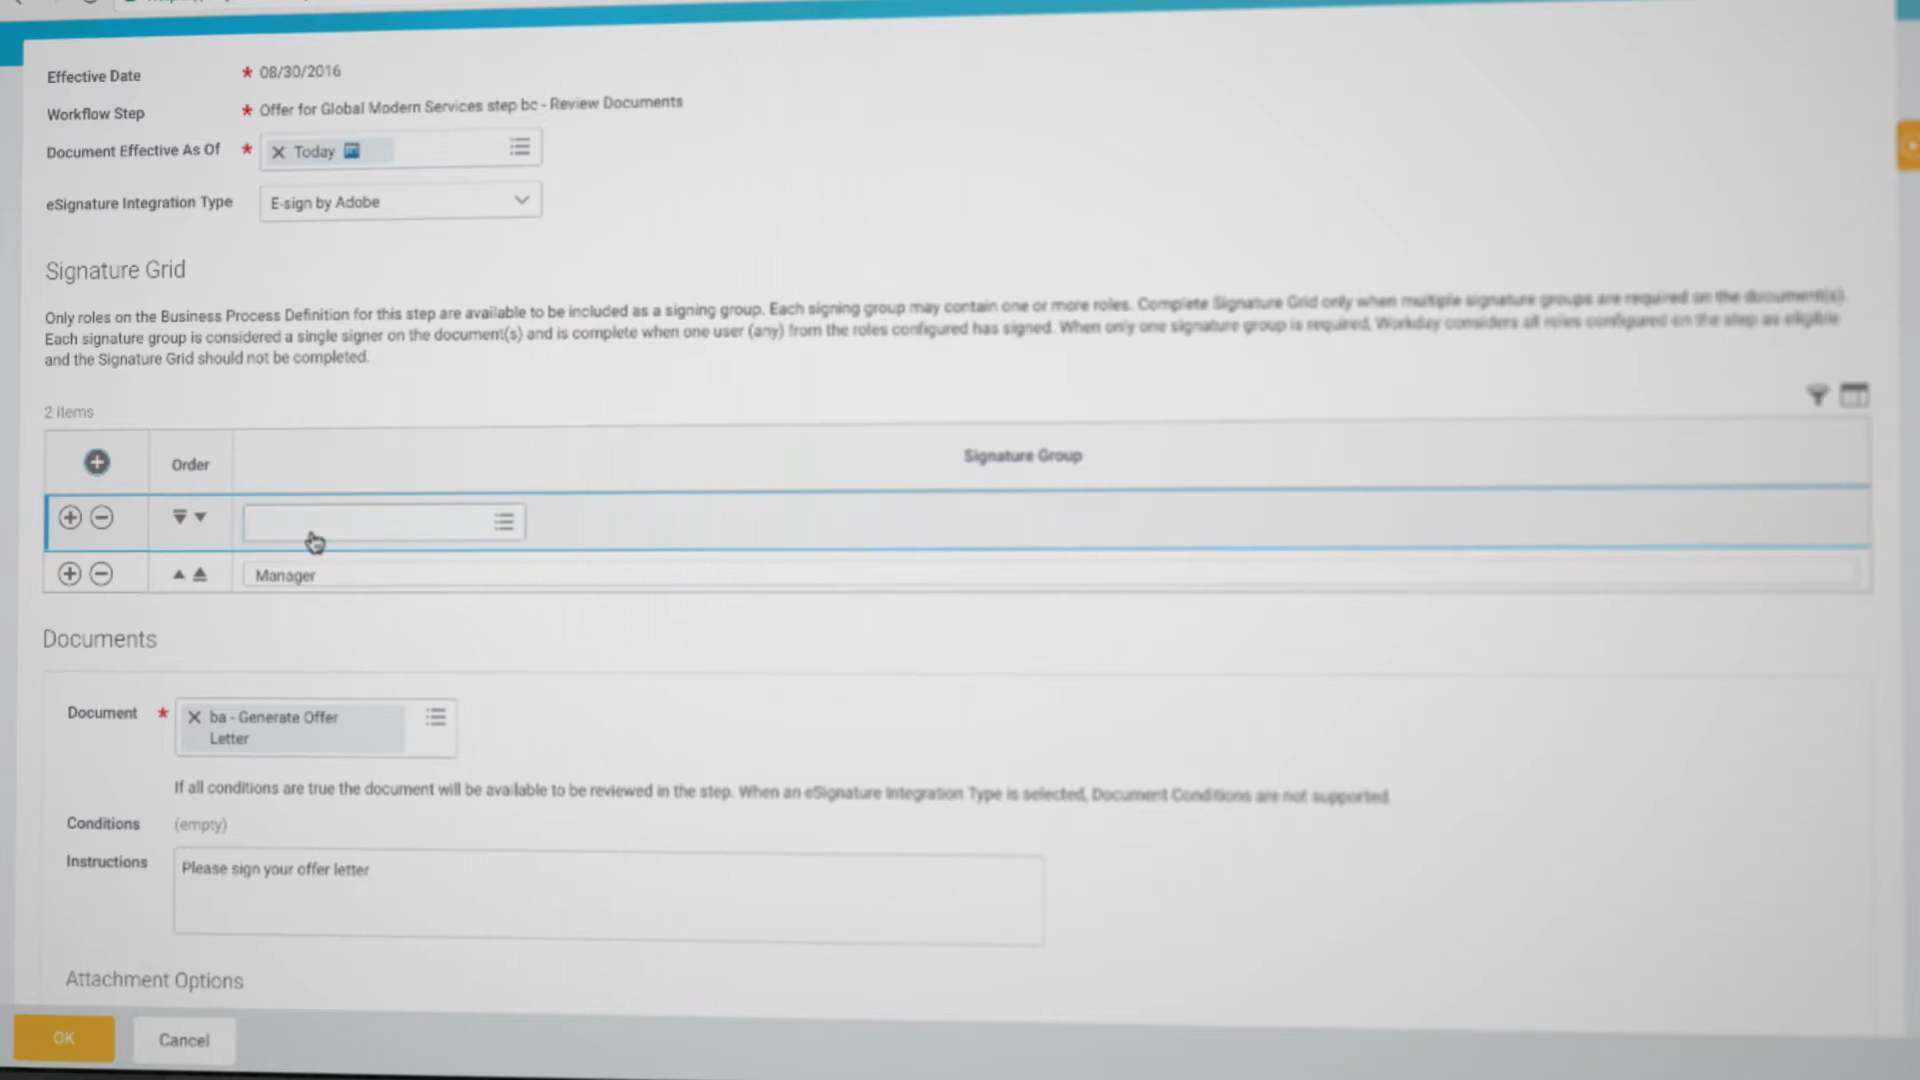 Effective Date * 08/30/2016
Workflow Step * Offer for Global Modern Services step bc - Review Documents
Document Effective As Of * Today
eSignature Integration Type E-sign by Adobe
Signature Grid
Only roles on the Business Process Definition for this step are available to be included as a signing group. Each signing group may contain one or more roles. Complete Signature Grid only when multiple signature groups are required on the document(s).
Each signature group is considered a single signer on the document(s) and is complete when one user (any) from the roles configured has signed. When only one signature group is required, Workday considers all roles configured on the step as eligible
and the Signature Grid should not be completed.
2 items
Order Signature Group
Manager
Documents
Document * ba - Generate Offer
Letter
If all conditions are true the document will be available to be reviewed in the step. When an eSignature Integration Type is selected, Document Conditions are not supported.
Conditions (empty)
Instructions Please sign your offer letter
Attachment Options
OK Cancel